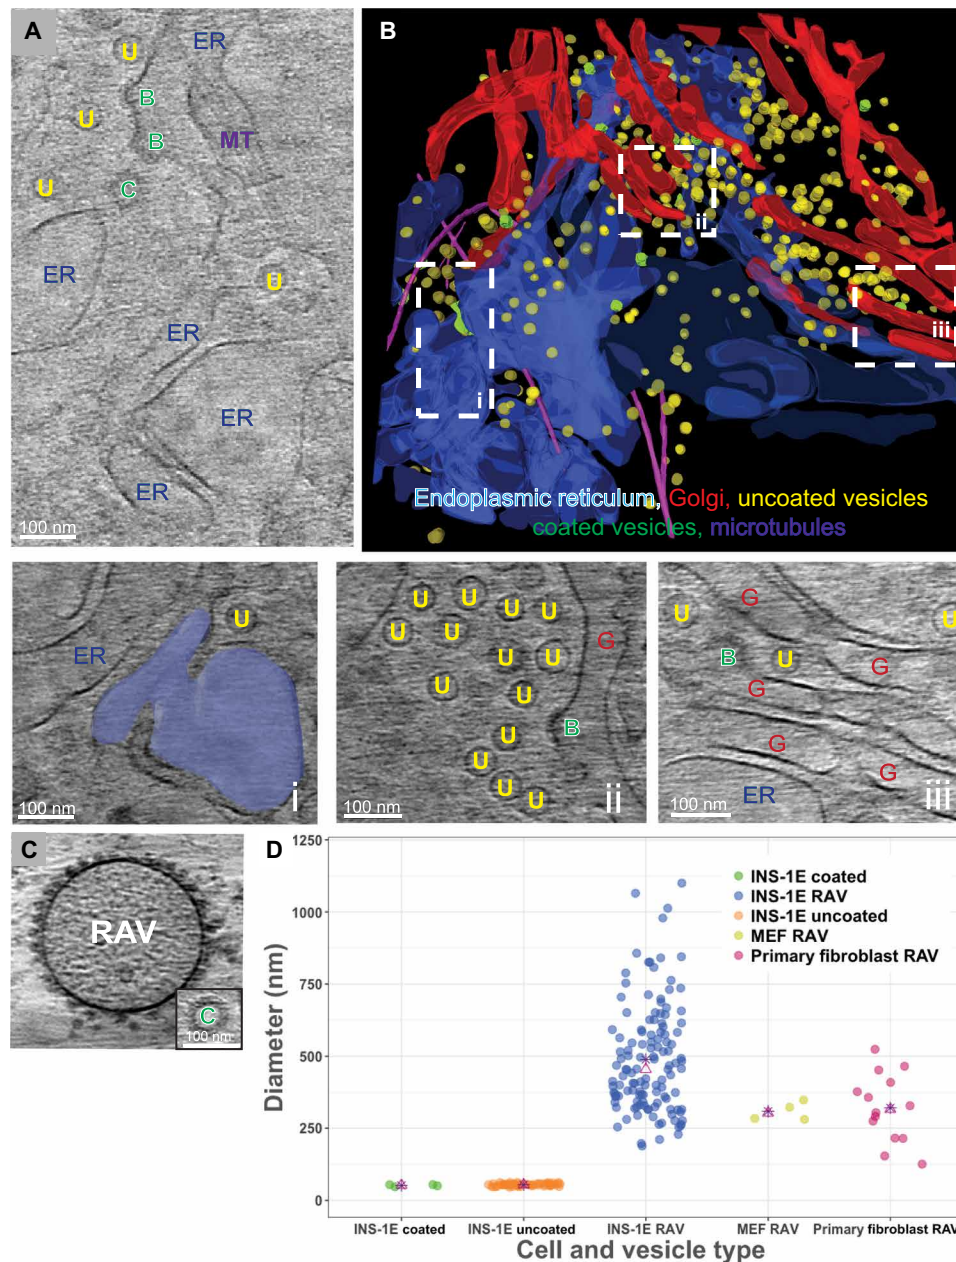 A
U
ER
B
U
B
MT
U
C
ER
U
ER
ER
ER
100 nm
B
ii
iii
i
Endoplasmic reticulum, Golgi, uncoated vesicles
coated vesicles, microtubules
ER
U
i
100 nm
U
U
U
U
U
U
G
U
U
U
U
B
U
U
U
U
ii
100 nm
G
U
U
B
U
G
G
G
G
ER
iii
100 nm
C
RAV
C
100 nm
D
1250
1000
750
500
250
0
Diameter (nm)
INS-1E coated
INS-1E RAV
INS-1E uncoated
MEF RAV
Primary fibroblast RAV
INS-1E coated INS-1E uncoated INS-1E RAV MEF RAV Primary fibroblast RAV
Cell and vesicle type